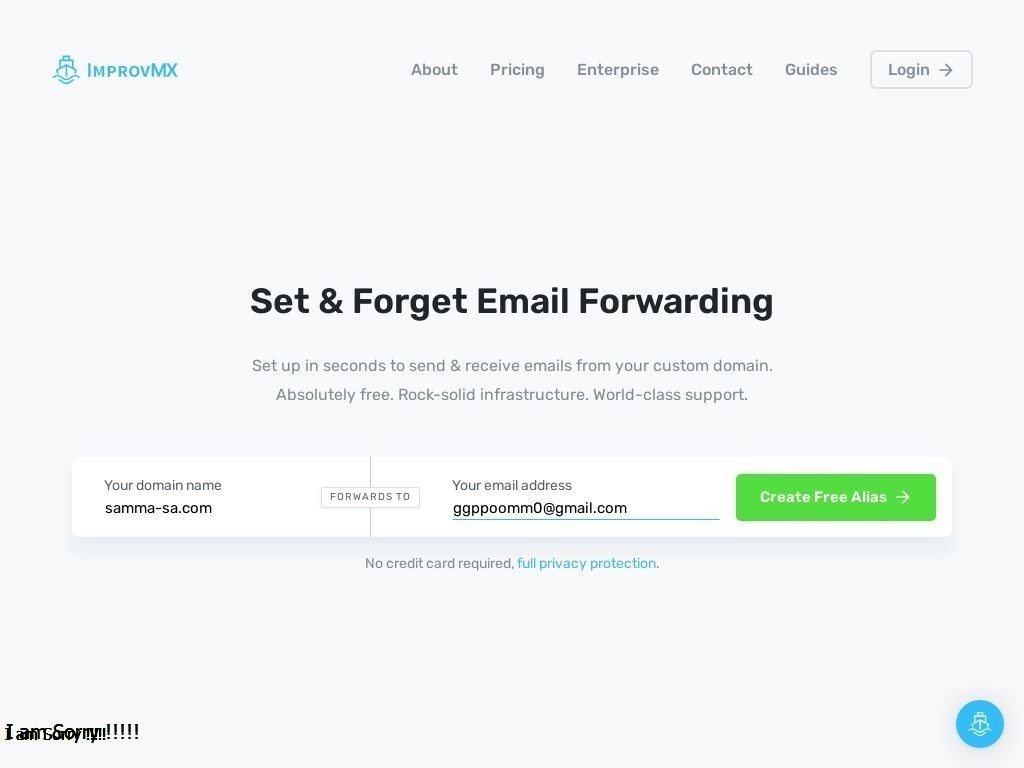 IMPROVMX
About
Pricing
Enterprise
Contact
Guides
Login
Set & Forget Email Forwarding
Set up in seconds to send & receive emails from your custom domain.
Absolutely free. Rock-solid infrastructure. World-class support.
Your domain name
samma-sa.com
FORWARDS TO
Your email address
ggppoomm0@gmail.com
Create Free Alias
No credit card required, full privacy protection.
I am Sorry !!!!!
I am Sorry !!!!